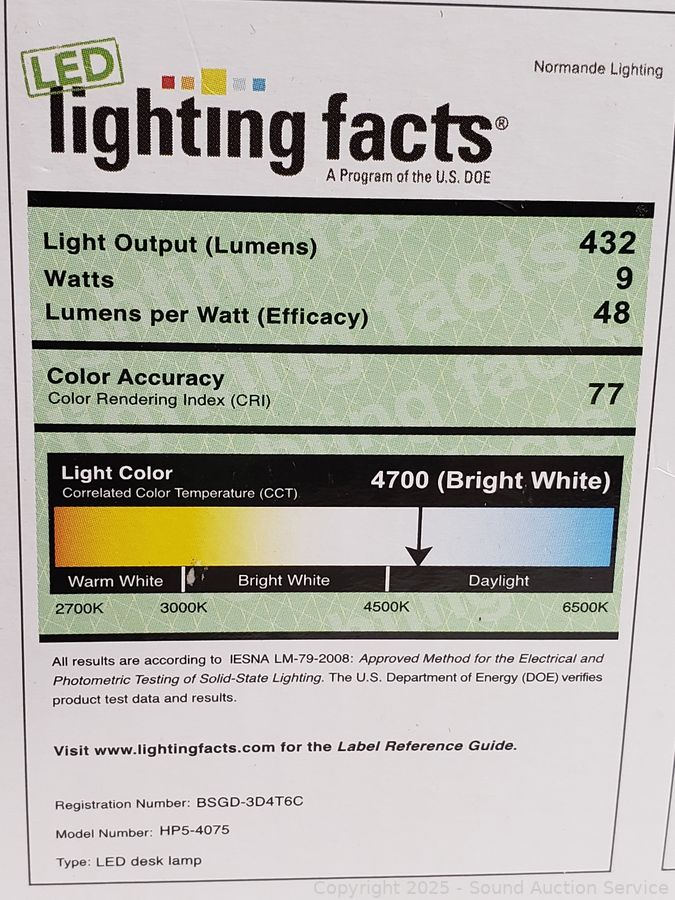 LED
Normande Lighting
lighting facts®
A Program of the U.S. DOE
Light Output (Lumens) 432
Watts 9
Lumens per Watt (Efficacy) 48
Color Accuracy
Color Rendering Index (CRI) 77
Light Color
Correlated Color Temperature (CCT) 4700 (Bright White)
Warm White Bright White Daylight
2700K 3000K 4500K 6500K
All results are according to IESNA LM-79-2008: Approved Method for the Electrical and
Photometric Testing of Solid-State Lighting. The U.S. Department of Energy (DOE) verifies
product test data and results.
Visit www.lightingfacts.com for the Label Reference Guide.
Registration Number: BSGD-3D4T6C
Model Number: HP5-4075
Type: LED desk lamp
Copyright 2025 - Sound Auction Service